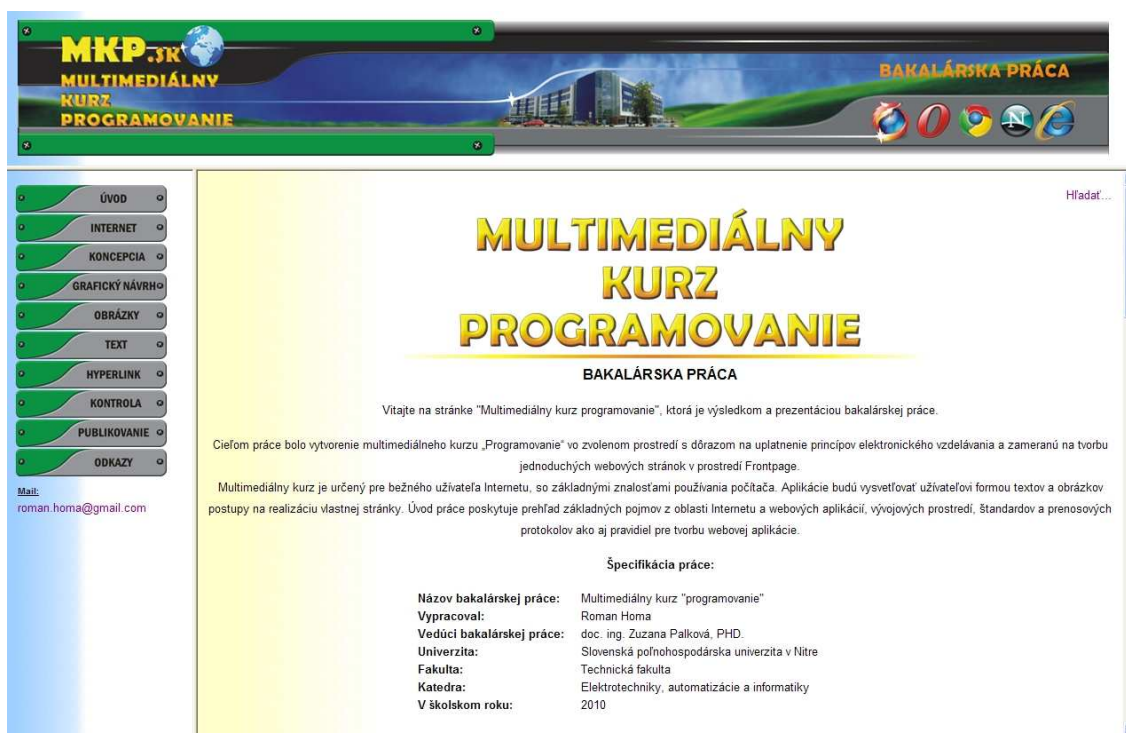 MKP.SK
MULTIMEDIÁLNY
KURZ
PROGRAMOVANIE
BAKALÁRSKA PRÁCA
ÚVOD
INTERNET
KONCEPCIA
GRAFICKÝ NÁVRH
OBRÁZKY
TEXT
HYPERLINK
KONTROLA
PUBLIKOVANIE
ODKAZY
Mail:
roman.homa@gmail.com
Hľadať...
MULTIMEDIÁLNY
KURZ
PROGRAMOVANIE
BAKALÁRSKA PRÁCA
Vitajte na stránke "Multimediálny kurz programovanie", ktorá je výsledkom a prezentáciou bakalárskej práce.
Cieľom práce bolo vytvorenie multimediálneho kurzu „Programovanie“ vo zvolenom prostredí s dôrazom na uplatnenie princípov elektronického vzdelávania a zameranú na tvorbu
jednoduchých webových stránok v prostredí Frontpage.
Multimediálny kurz je určený pre bežného užívateľa Internetu, so základnými znalosťami používania počítača. Aplikácie budú vysvetľovať užívateľovi formou textov a obrázkov
postupy na realizáciu vlastnej stránky. Úvod práce poskytuje prehľad základných pojmov z oblasti Internetu a webových aplikácií, vývojových prostredí, štandardov a prenosových
protokolov ako aj pravidiel pre tvorbu webovej aplikácie.
Špecifikácia práce:
Názov bakalárskej práce: Multimediálny kurz "programovanie"
Vypracoval: Roman Homa
Vedúci bakalárskej práce: doc. ing. Zuzana Palková, PHD.
Univerzita: Slovenská poľnohospodárska univerzita v Nitre
Fakulta: Technická fakulta
Katedra: Elektrotechniky, automatizácie a informatiky
V školskom roku: 2010